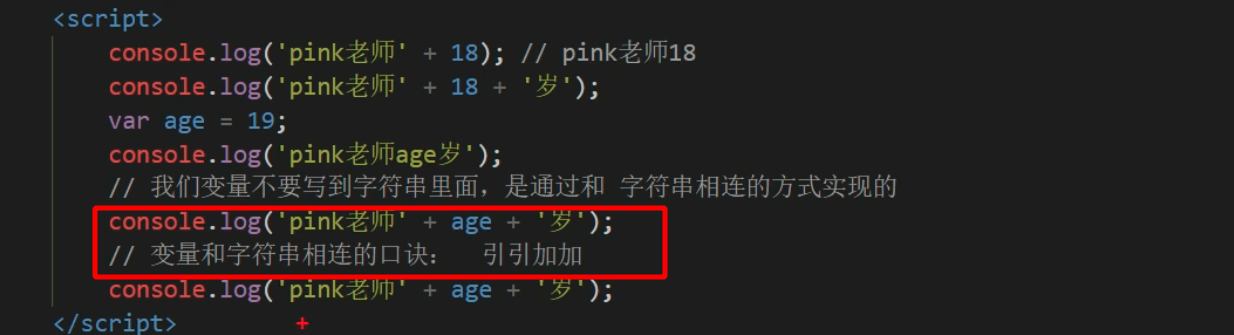 <script>
console.log('pink老师' + 18); // pink老师18
console.log('pink老师' + 18 + '岁');
var age = 19;
console.log('pink老师age岁');
// 我们变量不要写到字符串里面，是通过和 字符串相连的方式实现的
console.log('pink老师' + age + '岁');
// 变量和字符串相连的口诀： 引引加加
console.log('pink老师' + age + '岁');
</script>
+